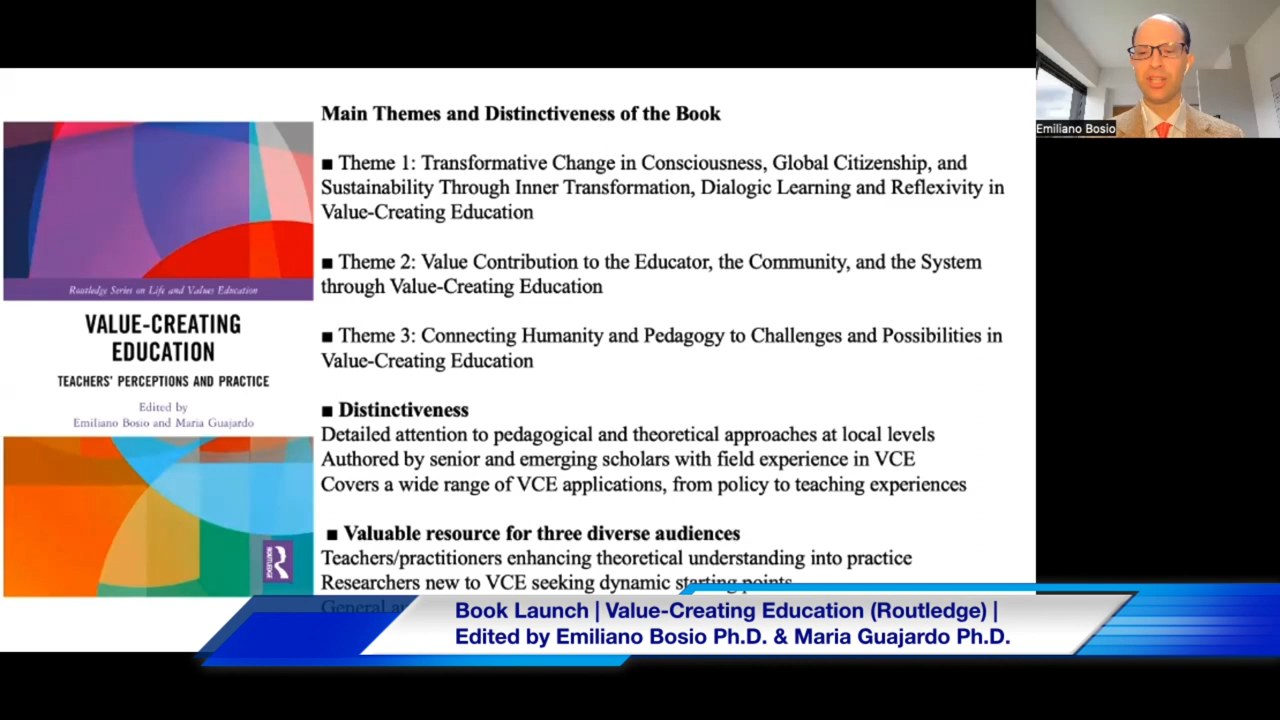 Main Themes and Distinctiveness of the Book
■ Theme 1: Transformative Change in Consciousness, Global Citizenship, and
Sustainability Through Inner Transformation, Dialogic Learning and Reflexivity in
Value-Creating Education
■ Theme 2: Value Contribution to the Educator, the Community, and the System
through Value-Creating Education
■ Theme 3: Connecting Humanity and Pedagogy to Challenges and Possibilities in
Value-Creating Education
■ Distinctiveness
Detailed attention to pedagogical and theoretical approaches at local levels
Authored by senior and emerging scholars with field experience in VCE
Covers a wide range of VCE applications, from policy to teaching experiences
■ Valuable resource for three diverse audiences
Teachers/practitioners enhancing theoretical understanding into practice
Researchers new to VCE seeking dynamic starting points
General
Routledge Series on Life and Values Education
VALUE-CREATING
EDUCATION
TEACHERS' PERCEPTIONS AND PRACTICE
Edited by
Emiliano Bosio and Maria Guajardo
ROUTLEDGE
Emiliano Bosio
Book Launch | Value-Creating Education (Routledge) |
Edited by Emiliano Bosio Ph.D. & Maria Guajardo Ph.D.